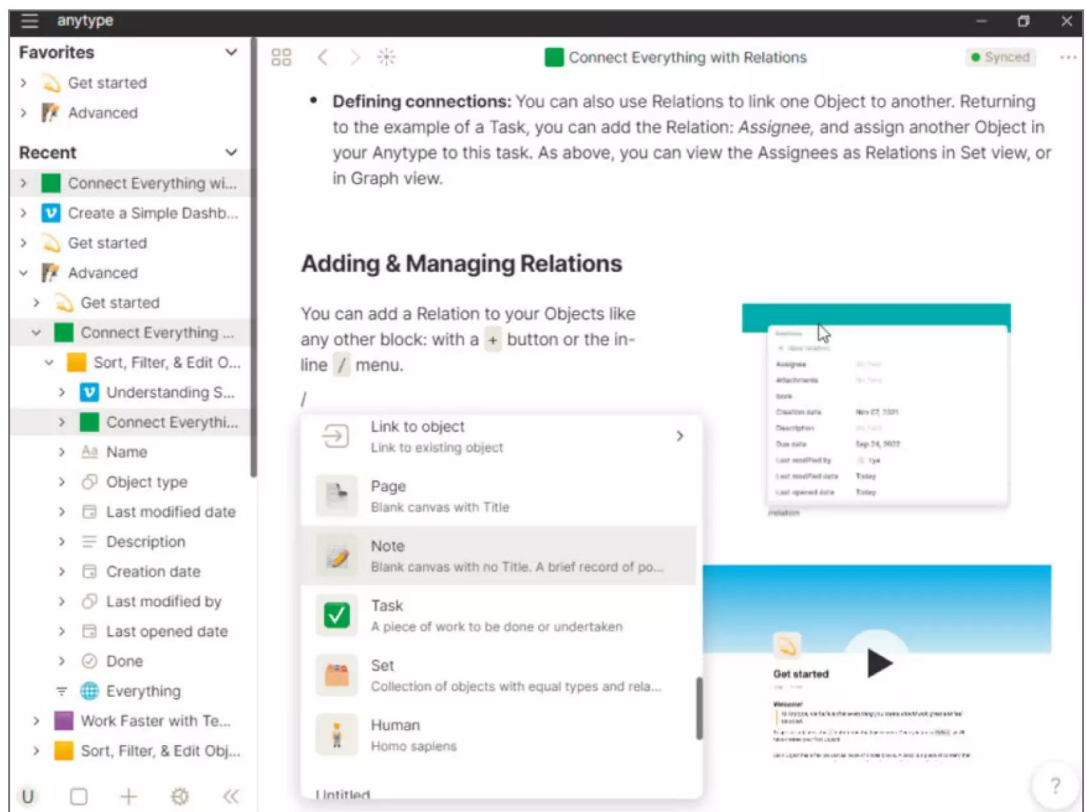 anytype
Favorites
Get started
Advanced
Recent
Connect Everything wi...
Create a Simple Dashb...
Get started
Advanced
Get started
Connect Everything ...
Sort, Filter, & Edit O...
Understanding S...
Connect Everythi...
Name
Object type
Last modified date
Description
Creation date
Last modified by
Last opened date
Done
Everything
Work Faster with Te...
Sort, Filter, & Edit Obj...
U
Connect Everything with Relations
Synced
• Defining connections: You can also use Relations to link one Object to another. Returning
to the example of a Task, you can add the Relation: Assignee, and assign another Object in
your Anytype to this task. As above, you can view the Assignees as Relations in Set view, or
in Graph view.
Adding & Managing Relations
You can add a Relation to your Objects like
any other block: with a + button or the in-
line / menu.
/
Link to object
Link to existing object
Page
Blank canvas with Title
Note
Blank canvas with no Title. A brief record of po...
Task
A piece of work to be done or undertaken
Set
Collection of objects with equal types and rela...
Human
Homo sapiens
Untitled
Assignee
Attachments
book
Creation date Nov 07, 2021
Description
Due date Sep 24, 2022
Last modified by
Last modified date Today
Last opened date Today
/relation
Get started
Welcome!
?